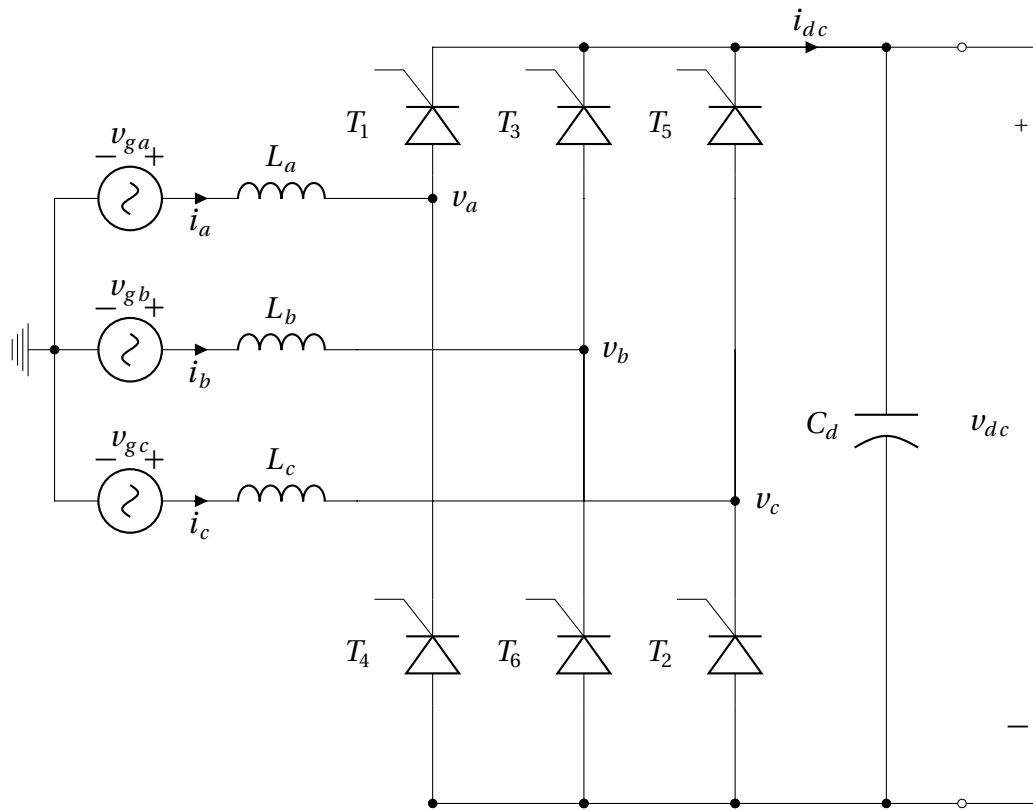 i_dc
T_1 T_3 T_5
+
v_ga
− +
L_a
i_a
v_a
v_gb
− +
L_b
i_b
v_b
v_gc
− +
L_c
i_c
v_c
C_d
v_dc
T_4 T_6 T_2
−